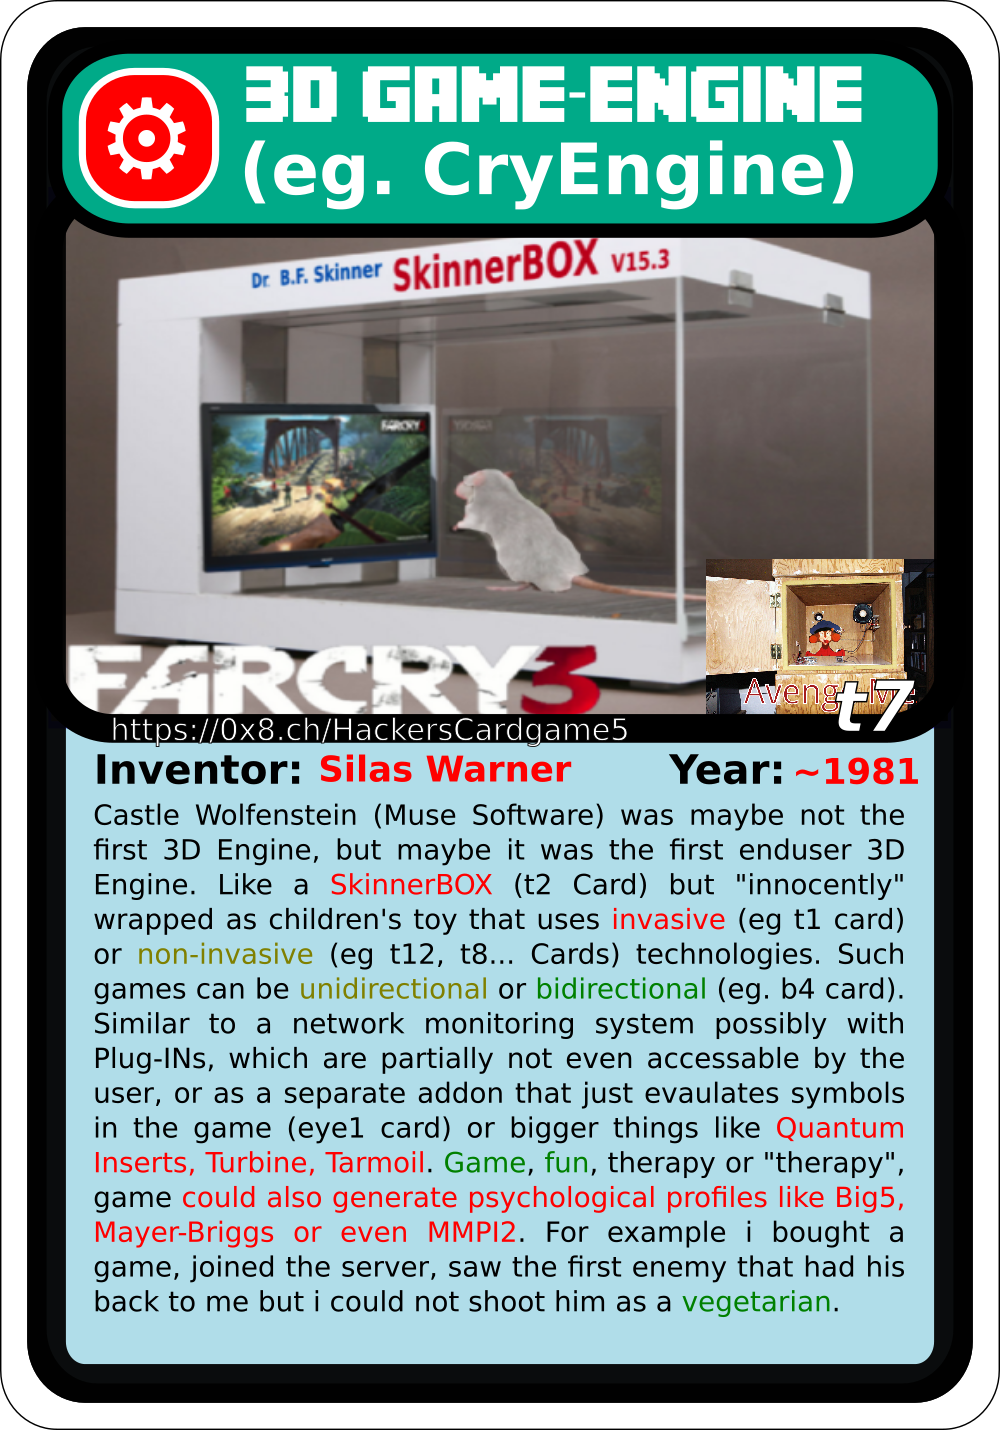 3D GAME-ENGINE
(eg. CryEngine)
Dr. B.F. Skinner SkinnerBOX V15.3
FARCRY3
FARCRY3
Aveng
t7
https://0x8.ch/HackersCardgame5
Inventor: Silas Warner Year: ~1981
Castle Wolfenstein (Muse Software) was maybe not the
first 3D Engine, but maybe it was the first enduser 3D
Engine. Like a SkinnerBOX (t2 Card) but "innocently"
wrapped as children's toy that uses invasive (eg t1 card)
or non-invasive (eg t12, t8... Cards) technologies. Such
games can be unidirectional or bidirectional (eg. b4 card).
Similar to a network monitoring system possibly with
Plug-INs, which are partially not even accessable by the
user, or as a separate addon that just evaulates symbols
in the game (eye1 card) or bigger things like Quantum
Inserts, Turbine, Tarmoil. Game, fun, therapy or "therapy",
game could also generate psychological profiles like Big5,
Mayer-Briggs or even MMPI2. For example i bought a
game, joined the server, saw the first enemy that had his
back to me but i could not shoot him as a vegetarian.